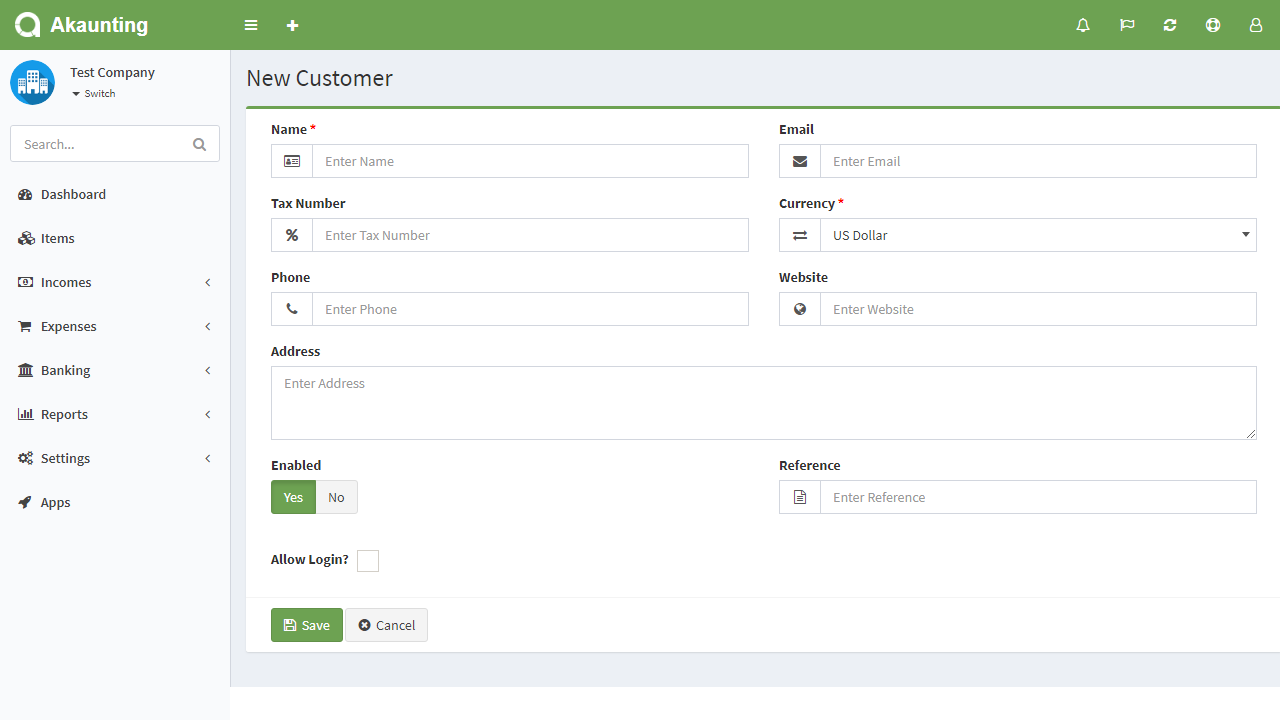 Akaunting
Test Company
Switch
Search...
Dashboard
Items
Incomes
Expenses
Banking
Reports
Settings
Apps
New Customer
Name *
Email
Enter Name
Enter Email
Tax Number
Currency *
Enter Tax Number
US Dollar
Phone
Website
Enter Phone
Enter Website
Address
Enter Address
Enabled
Reference
Yes No
Enter Reference
Allow Login?
Save Cancel